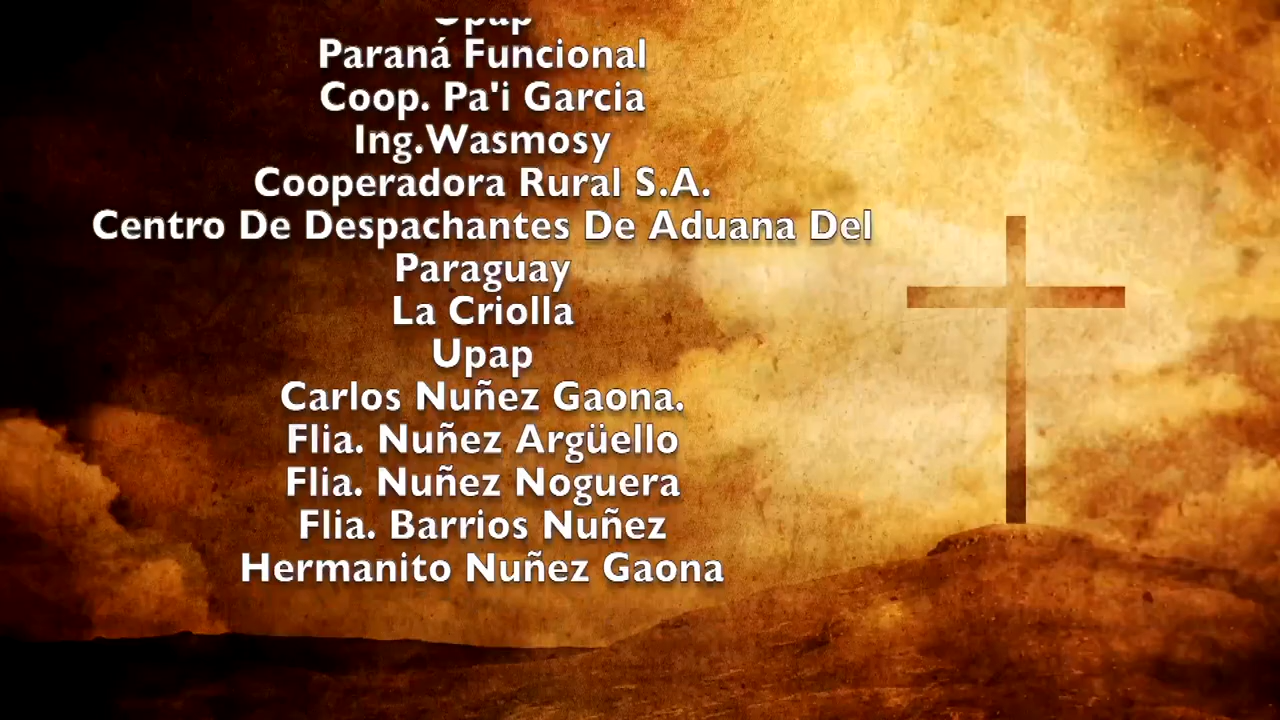 Upap
Paraná Funcional
Coop. Pa'i Garcia
Ing.Wasmosy
Cooperadora Rural S.A.
Centro De Despachantes De Aduana Del
Paraguay
La Criolla
Upap
Carlos Nuñez Gaona.
Flia. Nuñez Argüello
Flia. Nuñez Noguera
Flia. Barrios Nuñez
Hermanito Nuñez Gaona